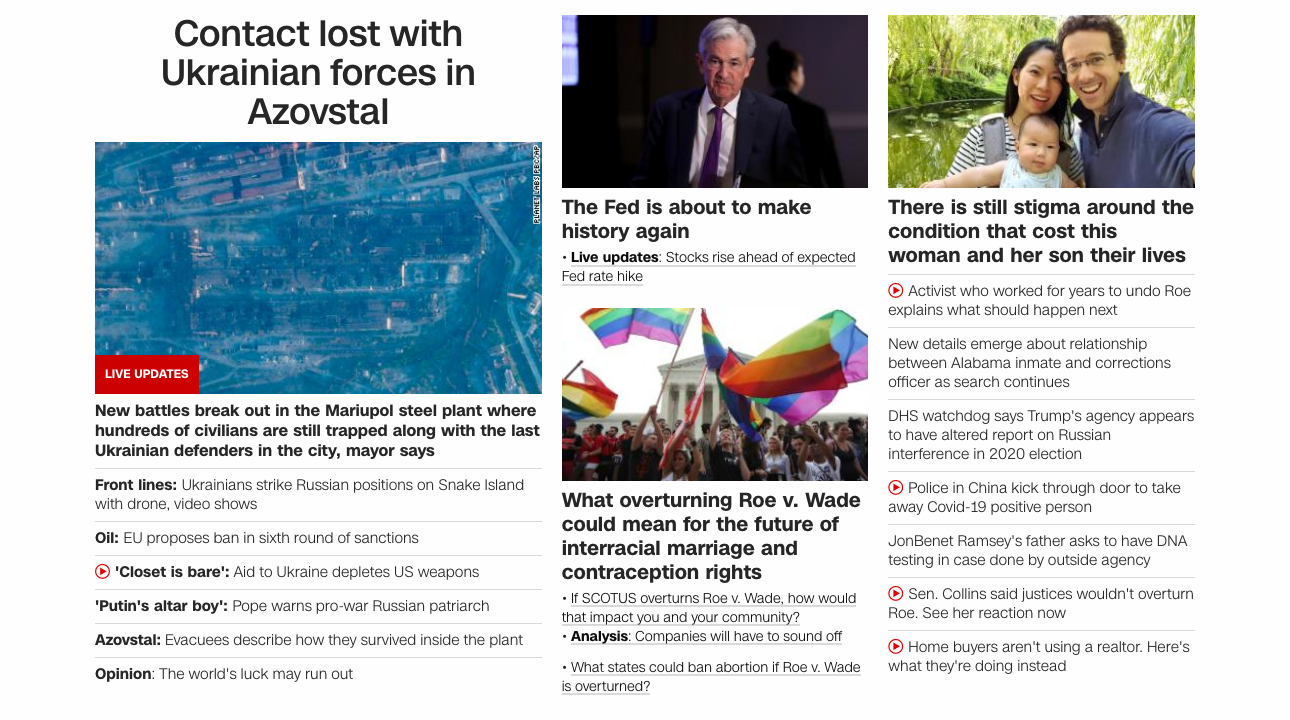 Contact lost with
Ukrainian forces in
Azovstal
PLANET LABS PBC/AP
LIVE UPDATES
New battles break out in the Mariupol steel plant where
hundreds of civilians are still trapped along with the last
Ukrainian defenders in the city, mayor says
Front lines: Ukrainians strike Russian positions on Snake Island
with drone, video shows
Oil: EU proposes ban in sixth round of sanctions
'Closet is bare': Aid to Ukraine depletes US weapons
'Putin's altar boy': Pope warns pro-war Russian patriarch
Azovstal: Evacuees describe how they survived inside the plant
Opinion: The world's luck may run out
The Fed is about to make
history again
• Live updates: Stocks rise ahead of expected
Fed rate hike
What overturning Roe v. Wade
could mean for the future of
interracial marriage and
contraception rights
• If SCOTUS overturns Roe v. Wade, how would
that impact you and your community?
• Analysis: Companies will have to sound off
• What states could ban abortion if Roe v. Wade
is overturned?
There is still stigma around the
condition that cost this
woman and her son their lives
Activist who worked for years to undo Roe
explains what should happen next
New details emerge about relationship
between Alabama inmate and corrections
officer as search continues
DHS watchdog says Trump's agency appears
to have altered report on Russian
interference in 2020 election
Police in China kick through door to take
away Covid-19 positive person
JonBenet Ramsey's father asks to have DNA
testing in case done by outside agency
Sen. Collins said justices wouldn't overturn
Roe. See her reaction now
Home buyers aren't using a realtor. Here's
what they're doing instead